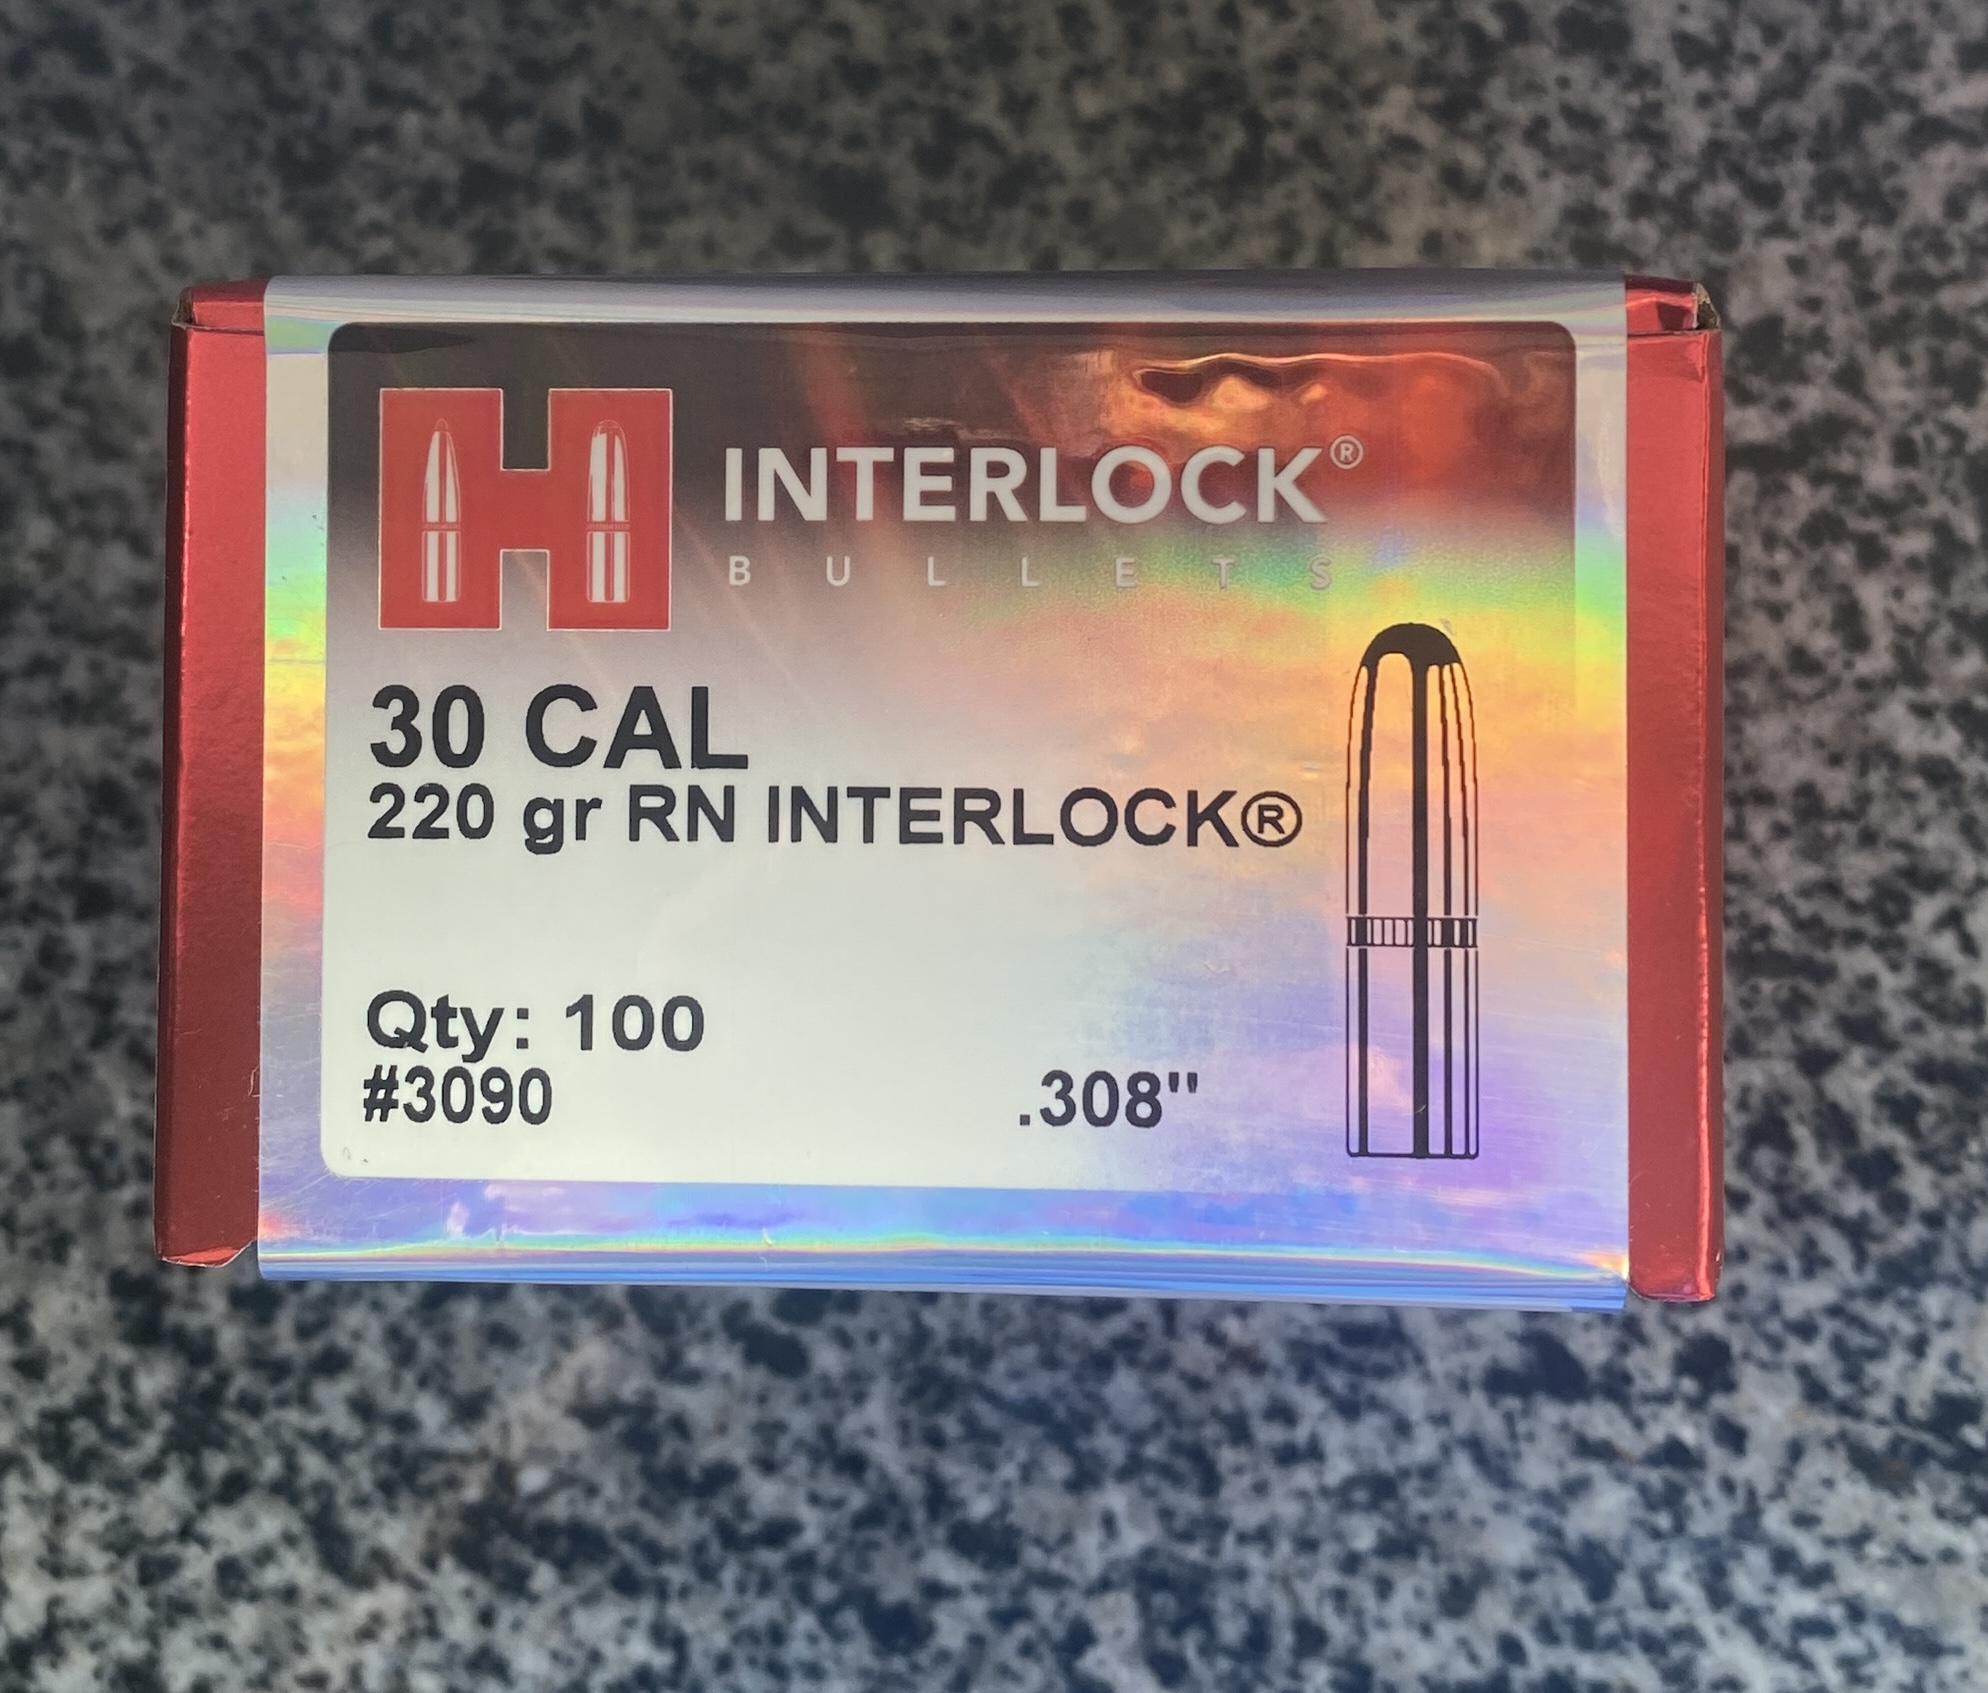 H
INTERLOCK®
BULLETS
30 CAL
220 gr RN INTERLOCK®
Qty: 100
#3090
.308"